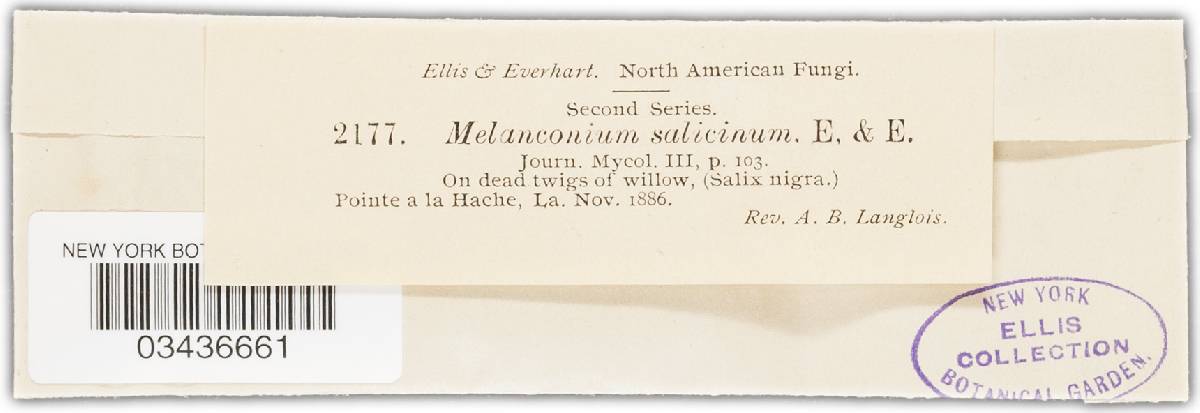 Ellis & Everhart. North American Fungi.
Second Series.
2177. Melanconium salicinum. E. & E.
Journ. Mycol. III, p. 103.
On dead twigs of willow, (Salix nigra.)
Pointe a la Hache, La. Nov. 1886.
Rev. A. B. Langlois.
NEW YORK BOT
03436661
NEW YORK
ELLIS
COLLECTION
BOTANICAL GARDEN.